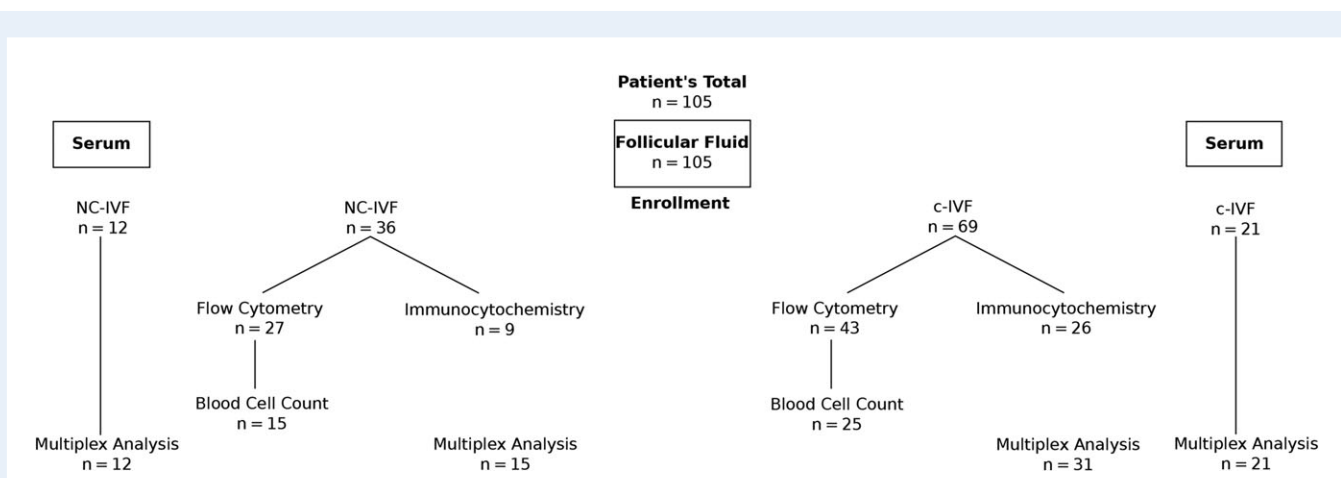 Patient's Total
n = 105
Serum
Follicular Fluid
n = 105
Serum
Enrollment
NC-IVF
n = 12
NC-IVF
n = 36
c-IVF
n = 69
c-IVF
n = 21
Flow Cytometry
n = 27
Immunocytochemistry
n = 9
Flow Cytometry
n = 43
Immunocytochemistry
n = 26
Blood Cell Count
n = 15
Blood Cell Count
n = 25
Multiplex Analysis
n = 12
Multiplex Analysis
n = 15
Multiplex Analysis
n = 31
Multiplex Analysis
n = 21